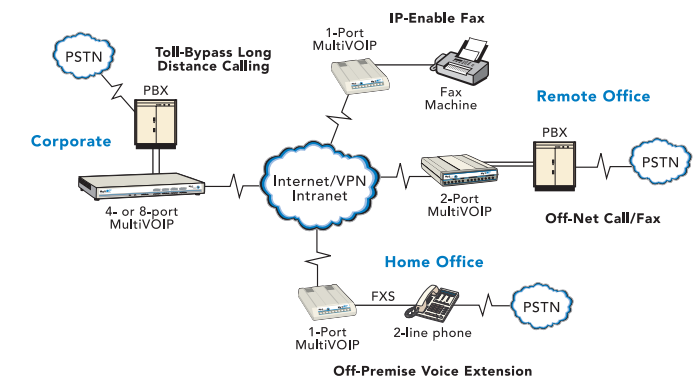 IP-Enable Fax
1-Port
MultiVOIP
Toll-Bypass Long
Distance Calling
PSTN
PBX
Fax
Machine
Remote Office
Corporate
PBX
PSTN
Internet/VPN
Intranet
4- or 8-port
MultiVOIP
2-Port
MultiVOIP
Off-Net Call/Fax
Home Office
FXS
PSTN
1-Port
MultiVOIP
2-line phone
Off-Premise Voice Extension